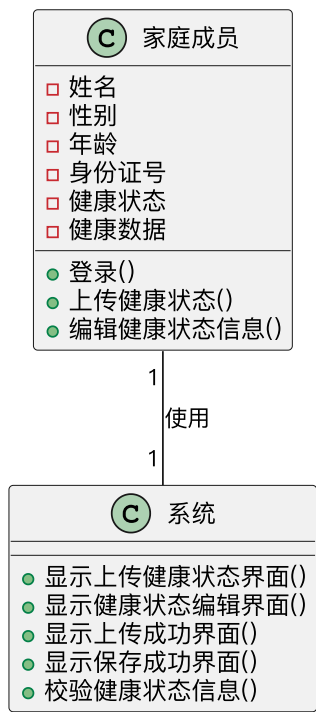 C 家庭成员
姓名
性别
年龄
身份证号
健康状态
健康数据
登录()
上传健康状态()
编辑健康状态信息()
1
使用
1
C 系统
显示上传健康状态界面()
显示健康状态编辑界面()
显示上传成功界面()
显示保存成功界面()
校验健康状态信息()